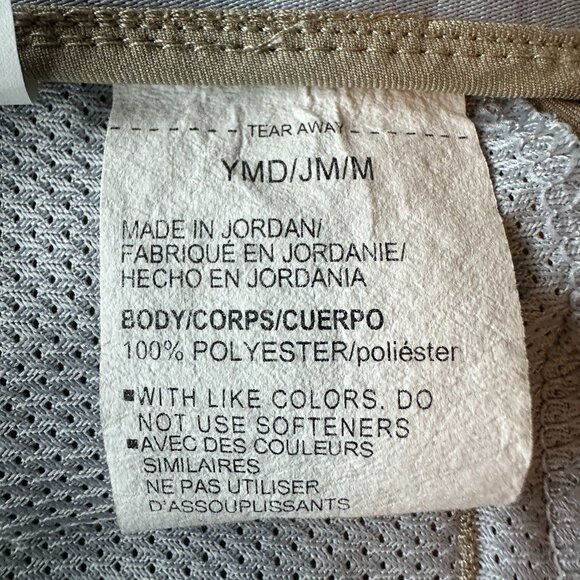 TEAR AWAY
YMD/JM/M
MADE IN JORDAN/
FABRIQUÉ EN JORDANIE/
HECHO EN JORDANIA
BODY/CORPS/CUERPO
100% POLYESTER/poliéster
▪WITH LIKE COLORS, DO
NOT USE SOFTENERS
▪AVEC DES COULEURS
SIMILAIRES
NE PAS UTILISER
D'ASSOUPLISSANTS